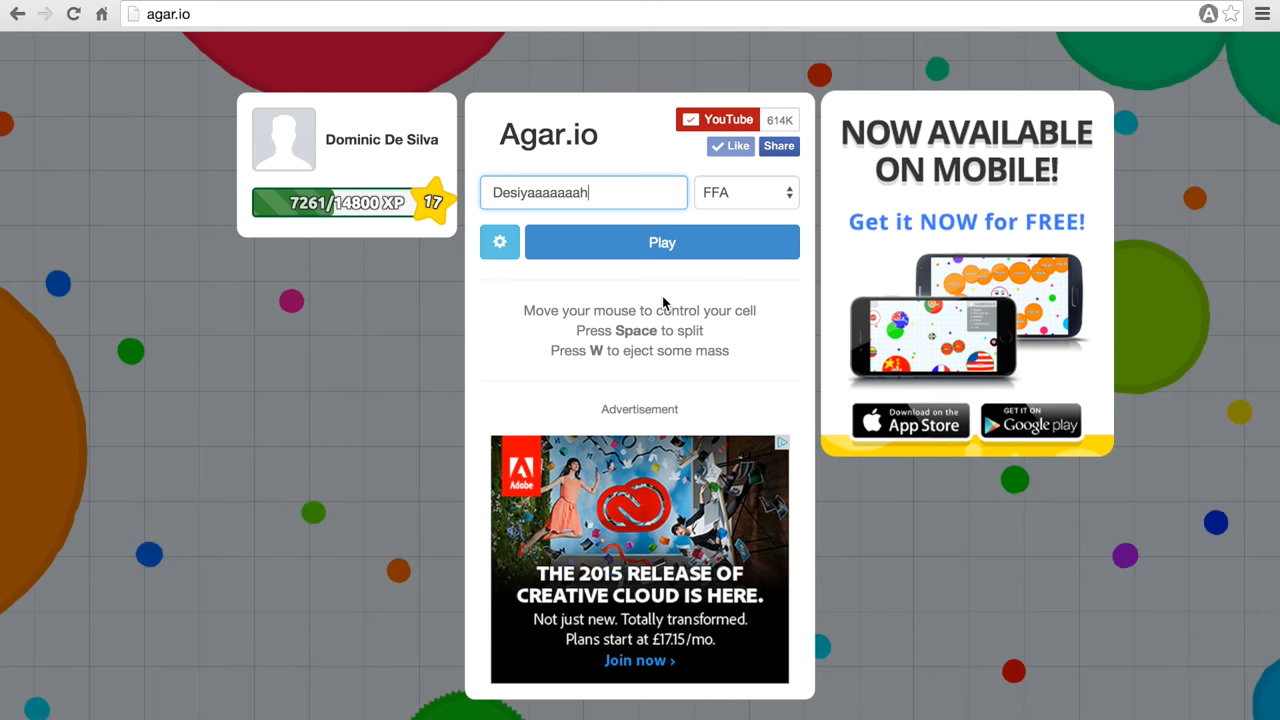 agar.io
Dominic De Silva
7261/14800 XP
17
Agar.io
YouTube
614K
Like
Share
Desiyaaaaaaah
FFA
Play
Move your mouse to control your cell
Press Space to split
Press W to eject some mass
Advertisement
Adobe
THE 2015 RELEASE OF
CREATIVE CLOUD IS HERE.
Not just new. Totally transformed.
Plans start at £17.15/mo.
Join now ›
NOW AVAILABLE
ON MOBILE!
Get it NOW for FREE!
Download on the
App Store
GET IT ON
Google play